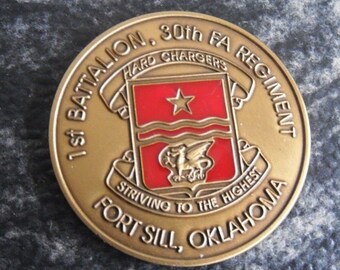 1st BATTALION, 30th FA REGIMENT
HARD CHARGERS
STRIVING TO THE HIGHEST
FORT SILL, OKLAHOMA